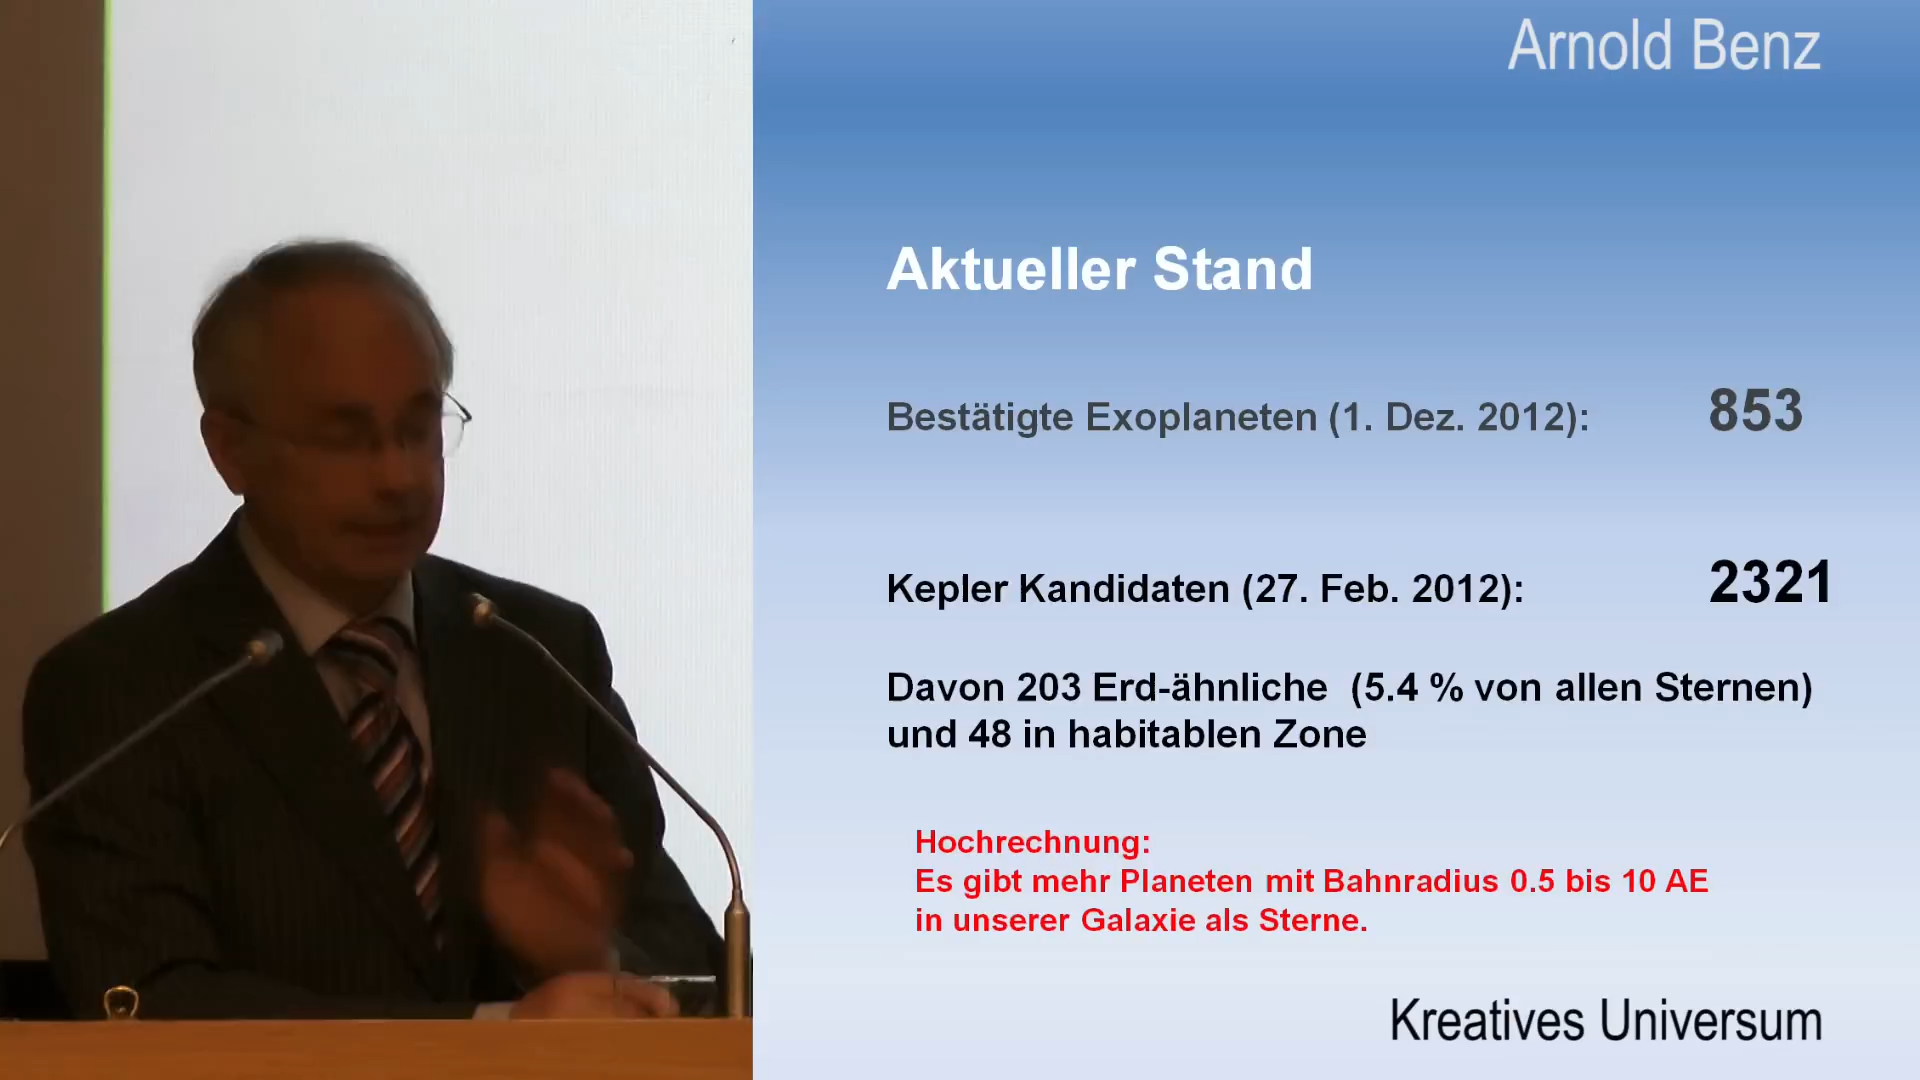 Arnold Benz
Aktueller Stand
Bestätigte Exoplaneten (1. Dez. 2012): 853
Kepler Kandidaten (27. Feb. 2012): 2321
Davon 203 Erd-ähnliche (5.4 % von allen Sternen)
und 48 in habitablen Zone
Hochrechnung:
Es gibt mehr Planeten mit Bahnradius 0.5 bis 10 AE
in unserer Galaxie als Sterne.
Kreatives Universum